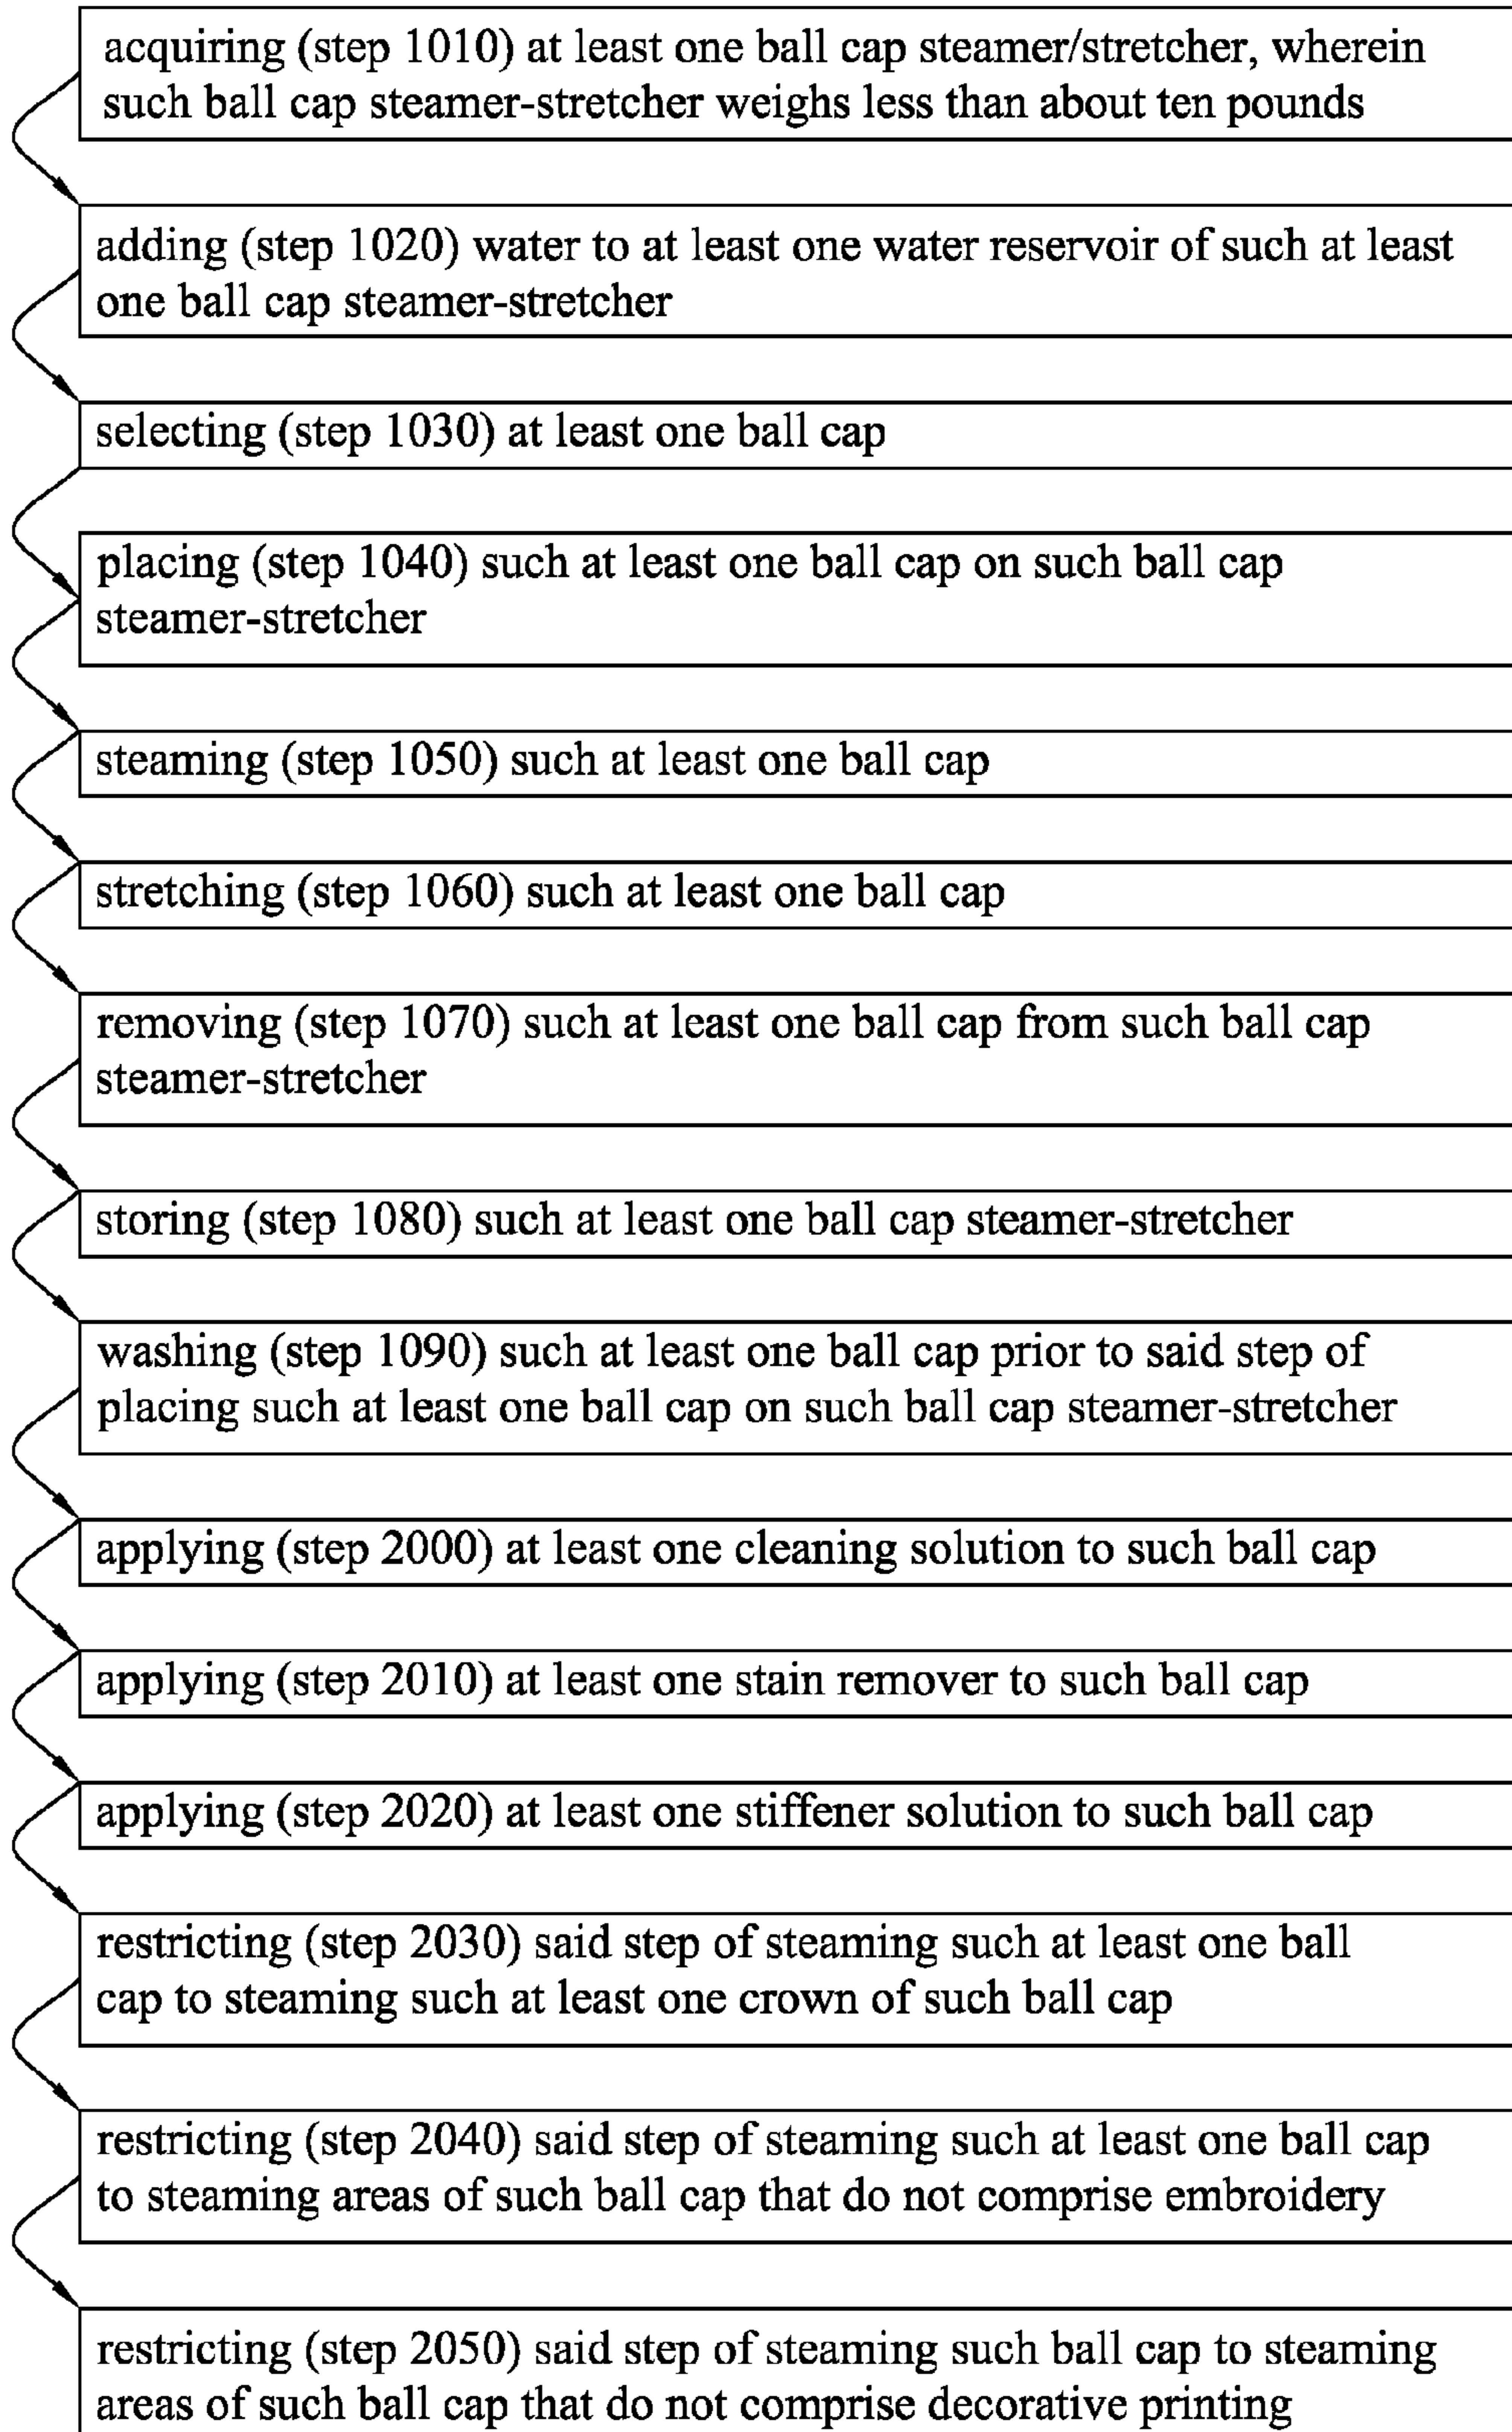 acquiring (step 1010) at least one ball cap steamer/stretcher, wherein
such ball cap steamer-stretcher weighs less than about ten pounds
adding (step 1020) water to at least one water reservoir of such at least
one ball cap steamer-stretcher
selecting (step 1030) at least one ball cap
placing (step 1040) such at least one ball cap on such ball cap
steamer-stretcher
steaming (step 1050) such at least one ball cap
stretching (step 1060) such at least one ball cap
removing (step 1070) such at least one ball cap from such ball cap
steamer-stretcher
storing (step 1080) such at least one ball cap steamer-stretcher
washing (step 1090) such at least one ball cap prior to said step of
placing such at least one ball cap on such ball cap steamer-stretcher
applying (step 2000) at least one cleaning solution to such ball cap
applying (step 2010) at least one stain remover to such ball cap
applying (step 2020) at least one stiffener solution to such ball cap
restricting (step 2030) said step of steaming such at least one ball
cap to steaming such at least one crown of such ball cap
restricting (step 2040) said step of steaming such at least one ball cap
to steaming areas of such ball cap that do not comprise embroidery
restricting (step 2050) said step of steaming such ball cap to steaming
areas of such ball cap that do not comprise decorative printing